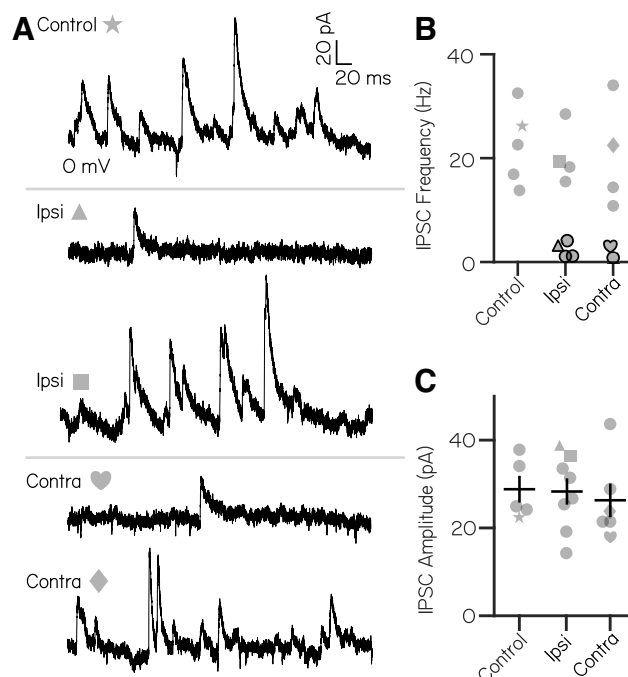 A
Control
20 pA
20 ms
0 mV
Ipsi
Ipsi
Contra
Contra
B
IPSC Frequency (Hz)
40
20
0
Control
Ipsi
Contra
C
IPSC Amplitude (pA)
40
20
0
Control
Ipsi
Contra